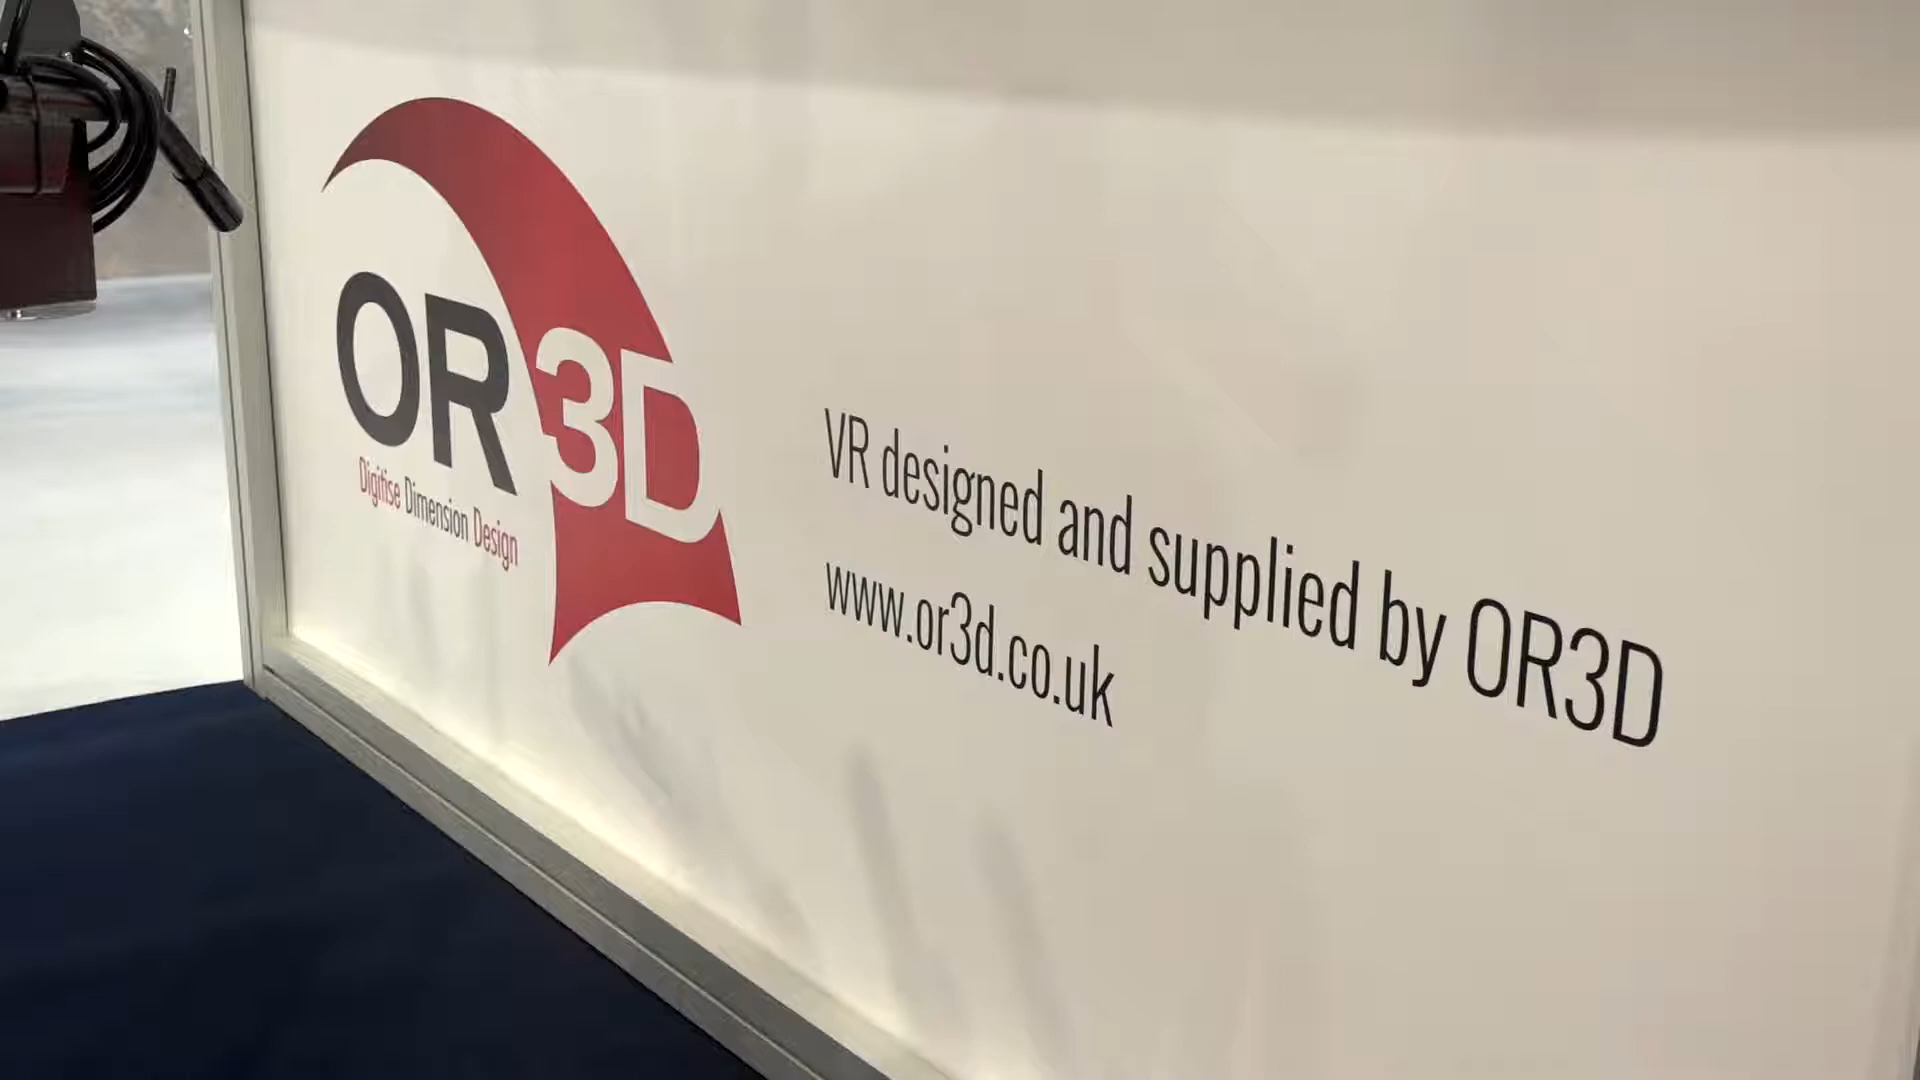 OR3D
Digitise Dimension Design
VR designed and supplied by OR3D
www.or3d.co.uk